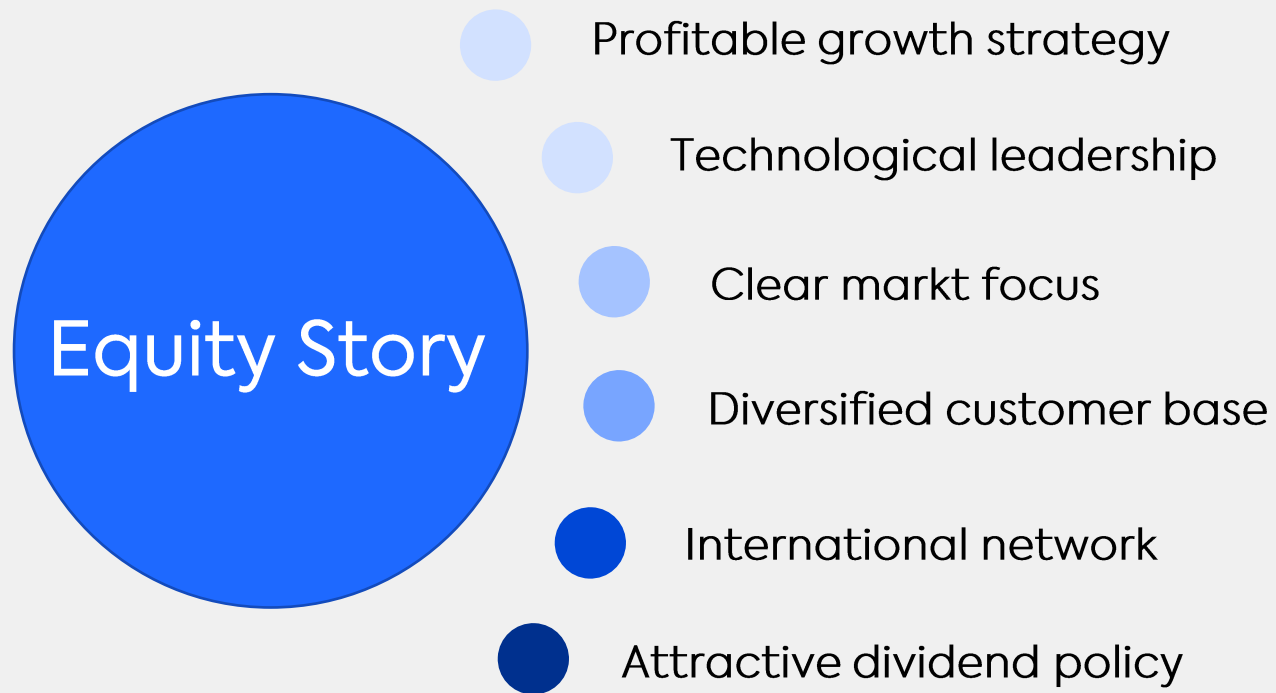 Profitable growth strategy
Technological leadership
Clear markt focus
Equity Story
Diversified customer base
International network
Attractive dividend policy